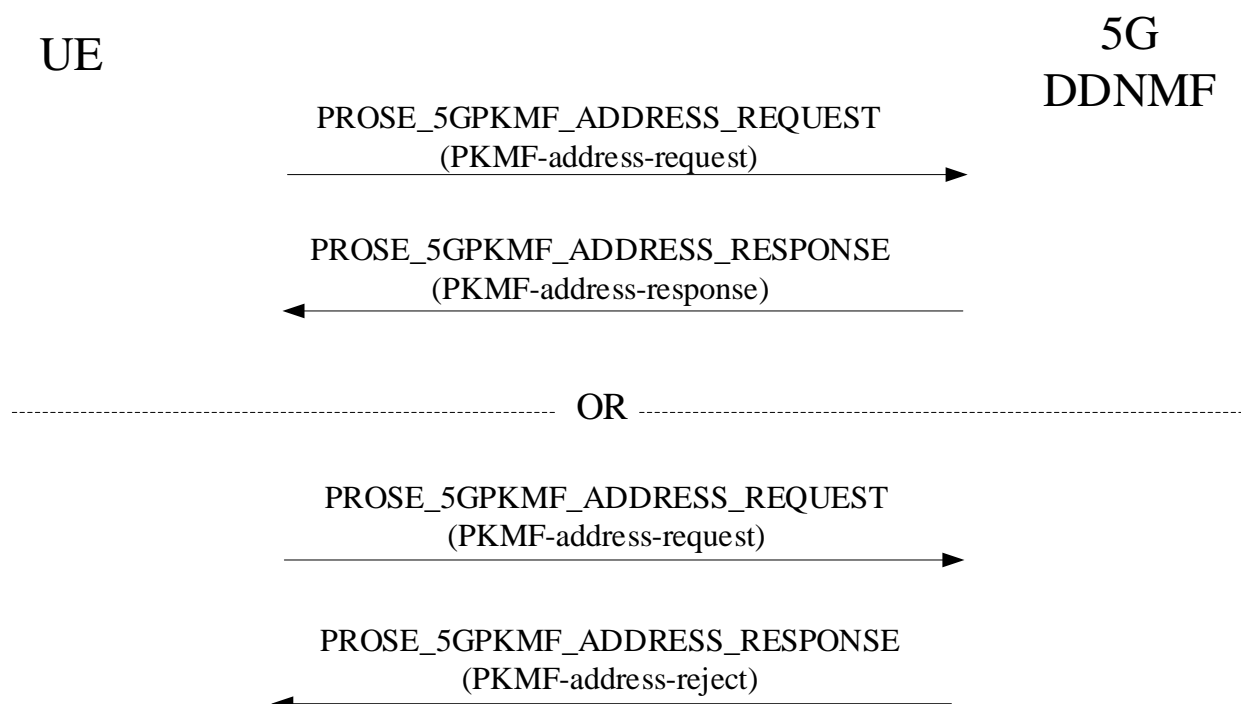 UE
5G
DDNMF
PROSE_5GPKMF_ADDRESS_REQUEST
(PKMF-address-request)
PROSE_5GPKMF_ADDRESS_RESPONSE
(PKMF-address-response)
OR
PROSE_5GPKMF_ADDRESS_REQUEST
(PKMF-address-request)
PROSE_5GPKMF_ADDRESS_RESPONSE
(PKMF-address-reject)